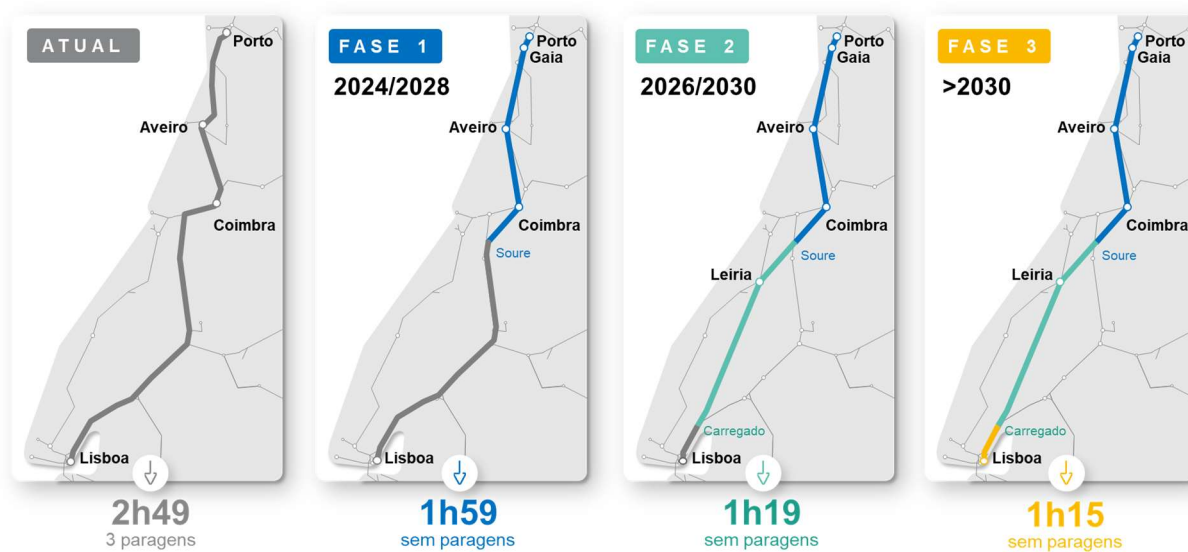 ATUAL
Porto
Aveiro
Coimbra
Lisboa
2h49
3 paragens
FASE 1
2024/2028
Porto
Gaia
Aveiro
Coimbra
Soure
Lisboa
1h59
sem paragens
FASE 2
2026/2030
Porto
Gaia
Aveiro
Coimbra
Soure
Leiria
Carregado
Lisboa
1h19
sem paragens
FASE 3
>2030
Porto
Gaia
Aveiro
Coimbra
Soure
Leiria
Carregado
Lisboa
1h15
sem paragens